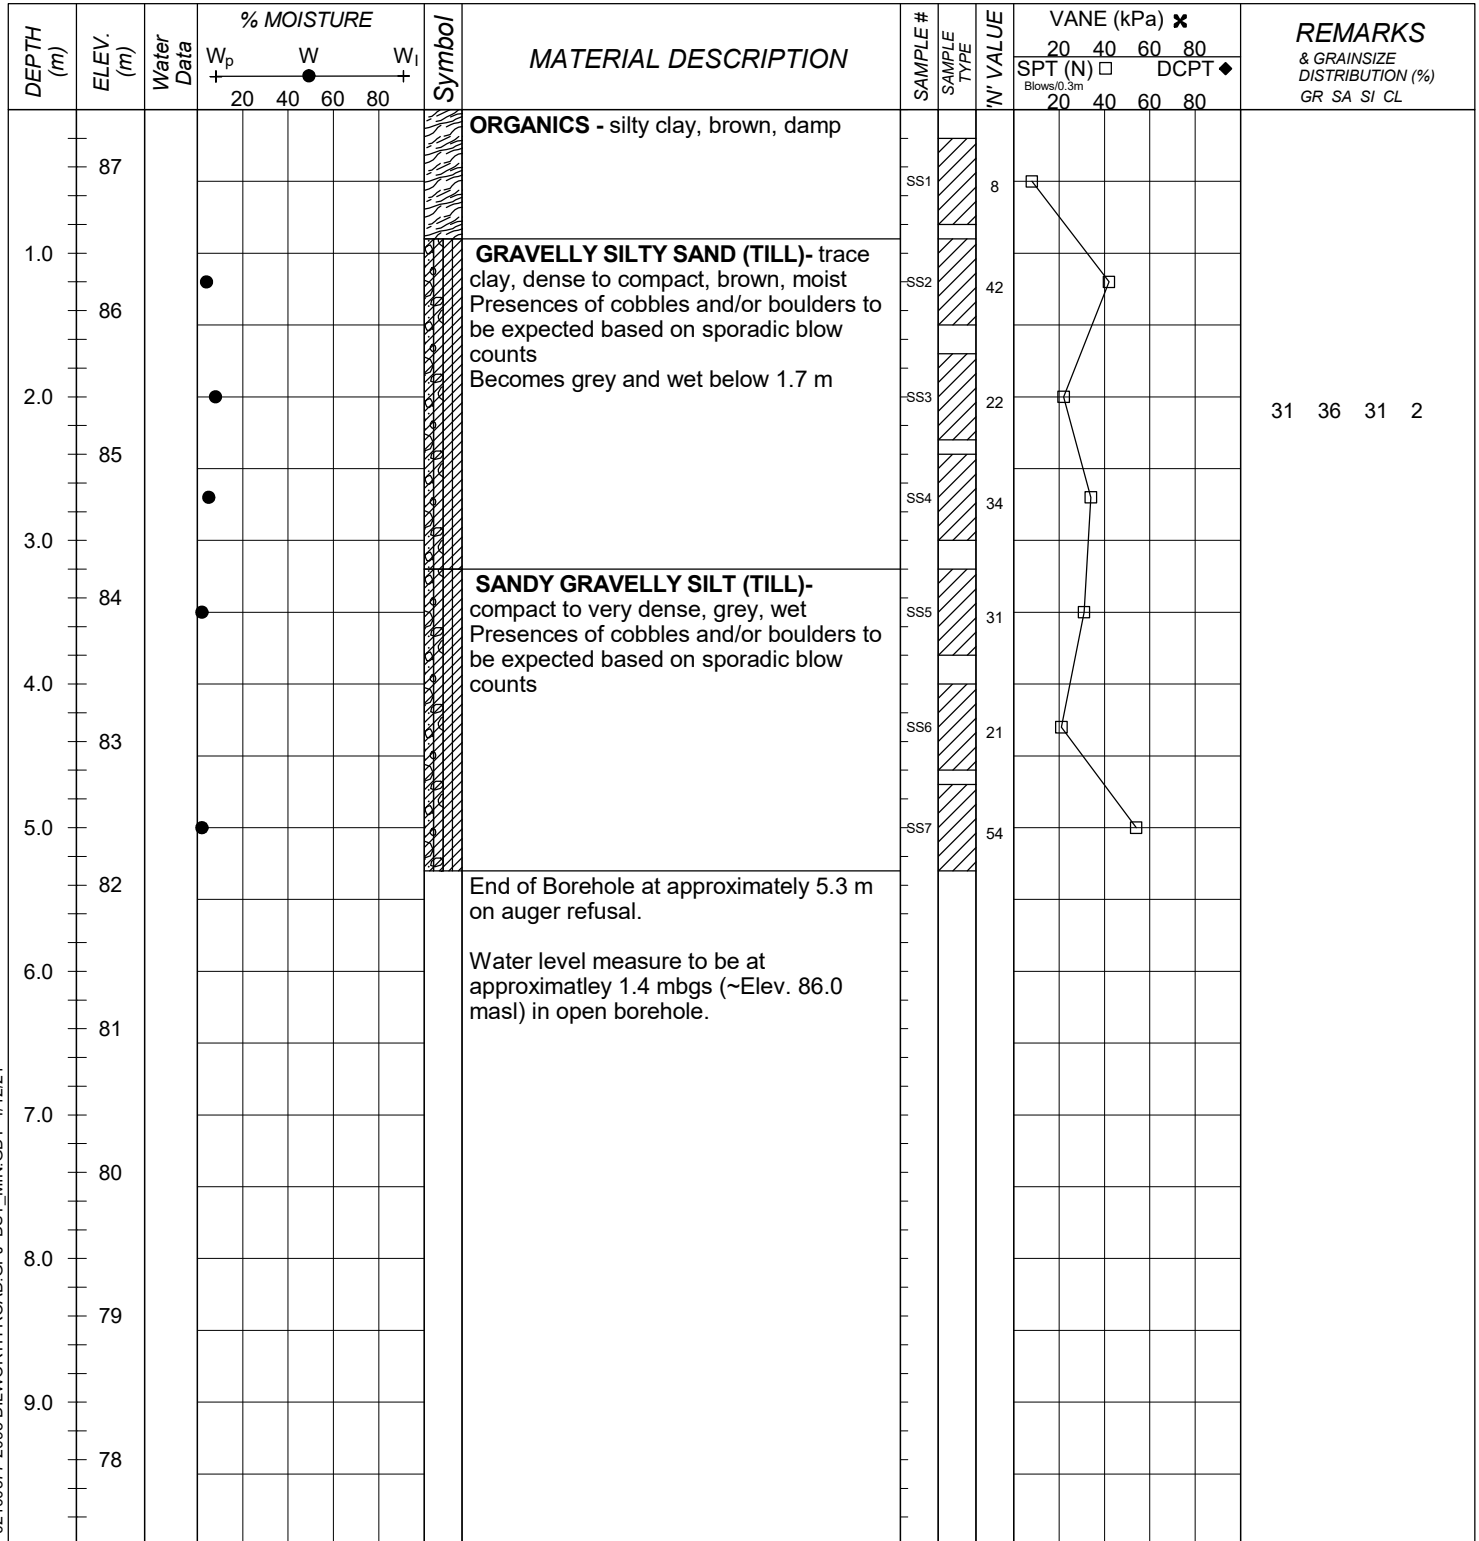 DEPTH (m)
ELEV. (m)
Water Data
% MOISTURE
Wp W Wl
20 40 60 80
Symbol
MATERIAL DESCRIPTION
SAMPLE #
SAMPLE TYPE
'N' VALUE
VANE (kPa) ✖
20 40 60 80
SPT (N) □ DCPT ◆
Blows/0.3m
20 40 60 80
REMARKS
& GRAINSIZE
DISTRIBUTION (%)
GR SA SI CL
ORGANICS - silty clay, brown, damp
87
SS1 8
1.0
GRAVELLY SILTY SAND (TILL)- trace
clay, dense to compact, brown, moist
Presences of cobbles and/or boulders to
be expected based on sporadic blow
counts
Becomes grey and wet below 1.7 m
SS2 42
86
2.0
SS3 22
31 36 31 2
85
SS4 34
3.0
SANDY GRAVELLY SILT (TILL)-
compact to very dense, grey, wet
Presences of cobbles and/or boulders to
be expected based on sporadic blow
counts
84
SS5 31
4.0
SS6 21
83
5.0
SS7 54
82
End of Borehole at approximately 5.3 m
on auger refusal.
Water level measure to be at
approximatley 1.4 mbgs (~Elev. 86.0
masl) in open borehole.
6.0
81
7.0
80
8.0
79
9.0
78